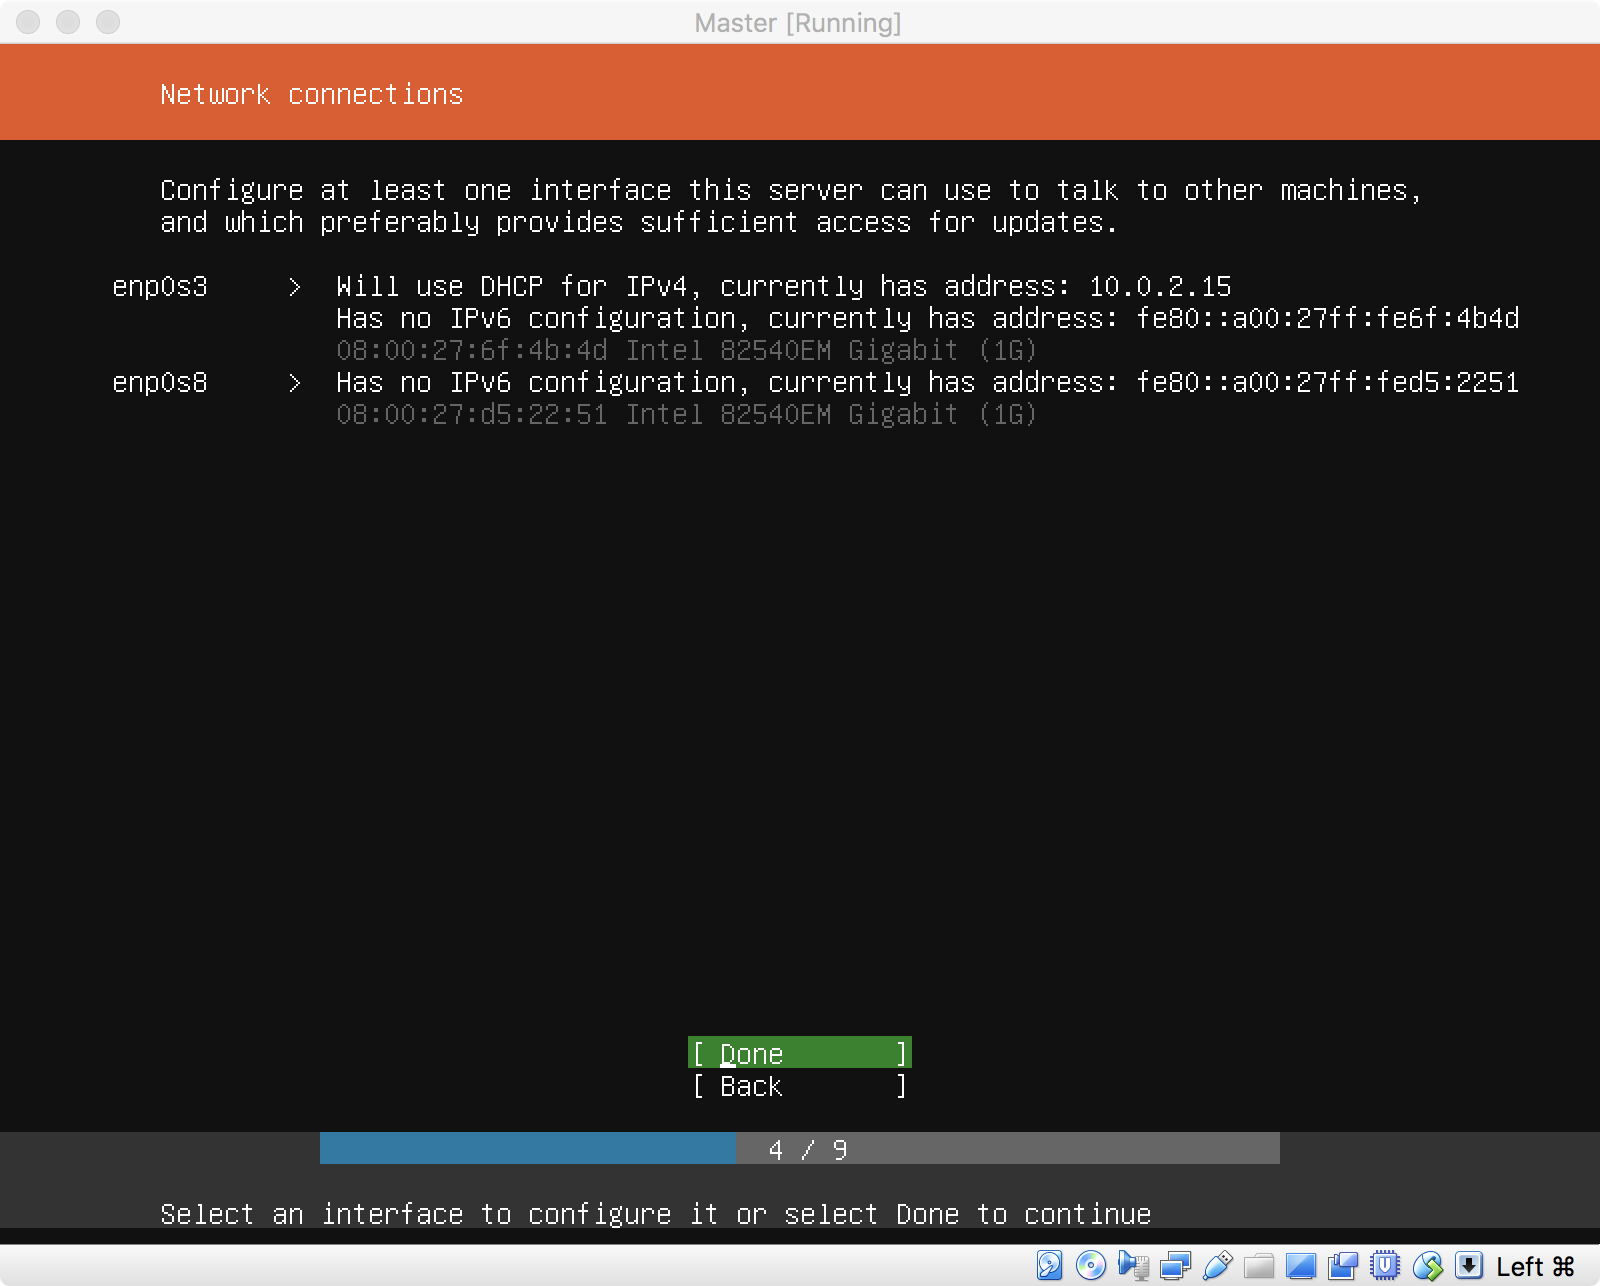 Master [Running]
Network connections
Configure at least one interface this server can use to talk to other machines,
and which preferably provides sufficient access for updates.
enp0s3 > Will use DHCP for IPv4, currently has address: 10.0.2.15
Has no IPv6 configuration, currently has address: fe80::a00:27ff:fe6f:4b4d
08:00:27:6f:4b:4d Intel 82540EM Gigabit (1G)
enp0s8 > Has no IPv6 configuration, currently has address: fe80::a00:27ff:fed5:2251
08:00:27:d5:22:51 Intel 82540EM Gigabit (1G)
[ Done ]
[ Back ]
4 / 9
Select an interface to configure it or select Done to continue
Left ⌘